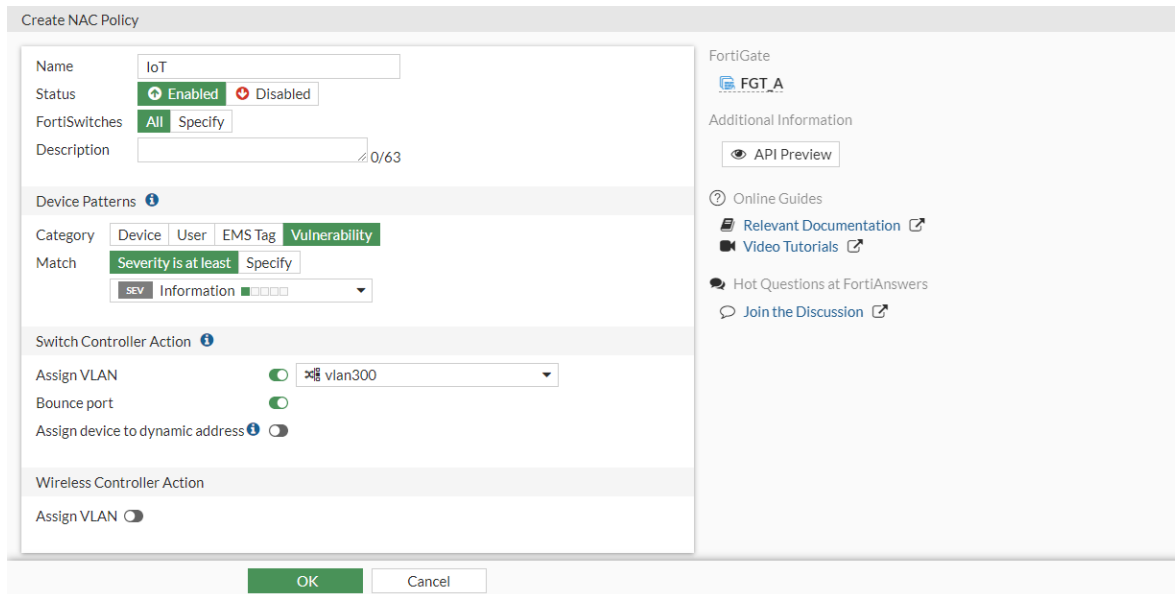 Create NAC Policy
Name IoT
Status Enabled Disabled
FortiSwitches All Specify
Description 0/63
Device Patterns
Category Device User EMS Tag Vulnerability
Match Severity is at least Specify
SEV Information
Switch Controller Action
Assign VLAN vlan300
Bounce port
Assign device to dynamic address
Wireless Controller Action
Assign VLAN
OK Cancel
FortiGate
FGT_A
Additional Information
API Preview
Online Guides
Relevant Documentation
Video Tutorials
Hot Questions at FortiAnswers
Join the Discussion